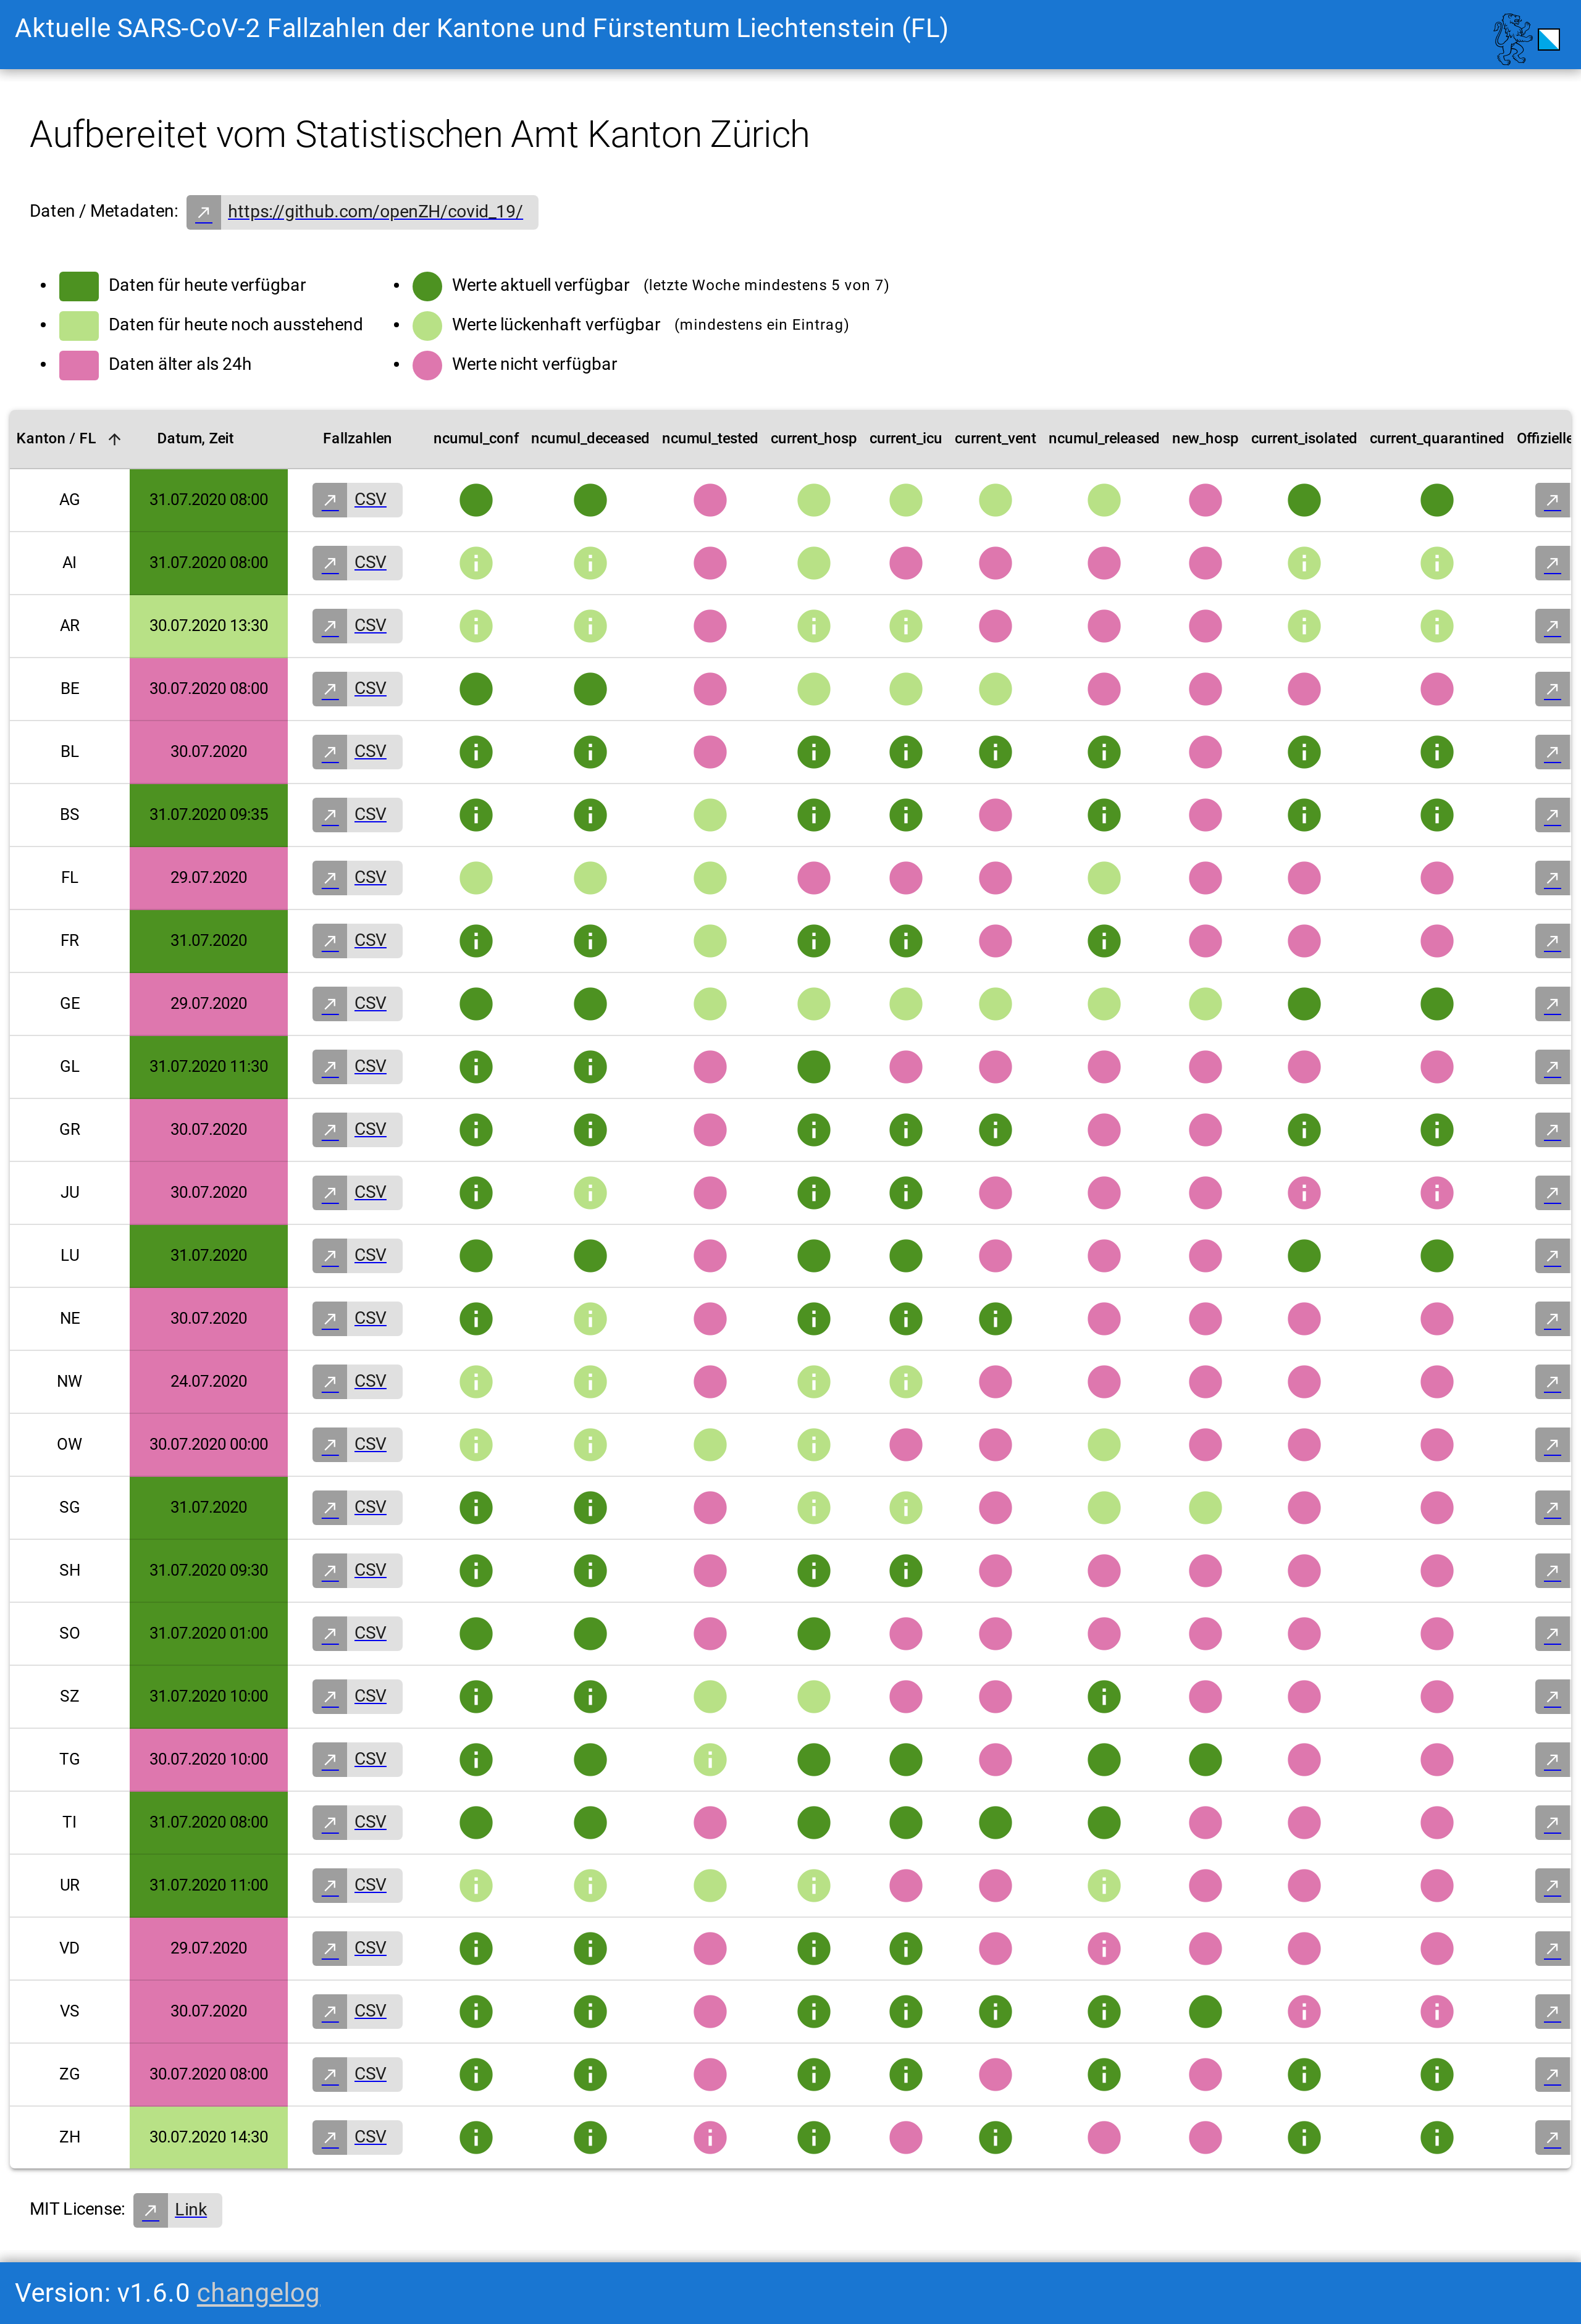 Aktuelle SARS-CoV-2 Fallzahlen der Kantone und Fürstentum Liechtenstein (FL)
Aufbereitet vom Statistischen Amt Kanton Zürich
Daten / Metadaten: https://github.com/openZH/covid_19/
Daten für heute verfügbar
Daten für heute noch ausstehend
Daten älter als 24h
Werte aktuell verfügbar (letzte Woche mindestens 5 von 7)
Werte lückenhaft verfügbar (mindestens ein Eintrag)
Werte nicht verfügbar
Kanton / FL Datum, Zeit Fallzahlen ncumul_conf ncumul_deceased ncumul_tested current_hosp current_icu current_vent ncumul_released new_hosp current_isolated current_quarantined Offizielle
AG 31.07.2020 08:00 CSV
AI 31.07.2020 08:00 CSV
AR 30.07.2020 13:30 CSV
BE 30.07.2020 08:00 CSV
BL 30.07.2020 CSV
BS 31.07.2020 09:35 CSV
FL 29.07.2020 CSV
FR 31.07.2020 CSV
GE 29.07.2020 CSV
GL 31.07.2020 11:30 CSV
GR 30.07.2020 CSV
JU 30.07.2020 CSV
LU 31.07.2020 CSV
NE 30.07.2020 CSV
NW 24.07.2020 CSV
OW 30.07.2020 00:00 CSV
SG 31.07.2020 CSV
SH 31.07.2020 09:30 CSV
SO 31.07.2020 01:00 CSV
SZ 31.07.2020 10:00 CSV
TG 30.07.2020 10:00 CSV
TI 31.07.2020 08:00 CSV
UR 31.07.2020 11:00 CSV
VD 29.07.2020 CSV
VS 30.07.2020 CSV
ZG 30.07.2020 08:00 CSV
ZH 30.07.2020 14:30 CSV
MIT License: Link
Version: v1.6.0 changelog